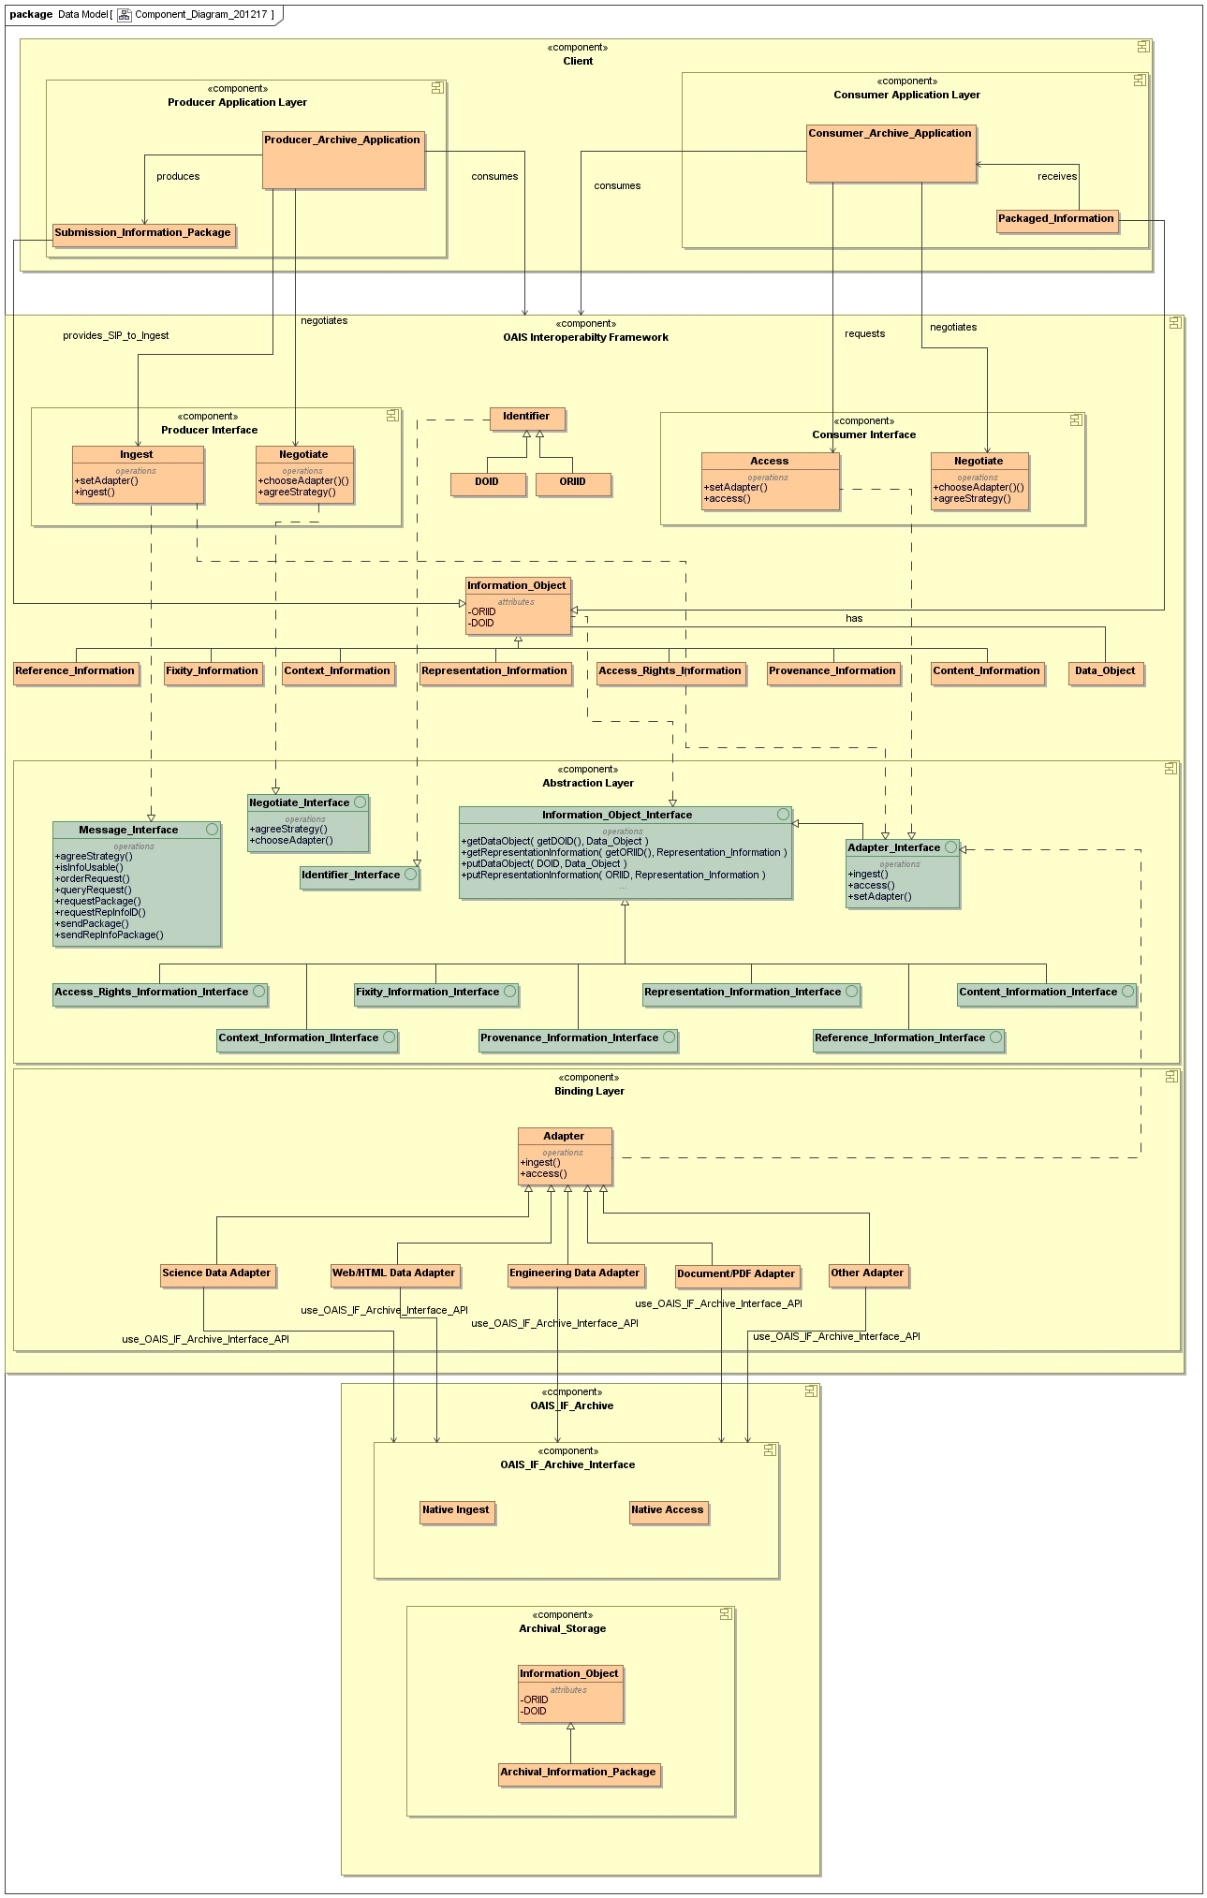 package Data Model[ Component_Diagram_201217 ]
«component»
Client
«component»
Producer Application Layer
Producer_Archive_Application
produces
consumes
Submission_Information_Package
«component»
Consumer Application Layer
Consumer_Archive_Application
consumes
receives
Packaged_Information
provides_SIP_to_Ingest
negotiates
requests
negotiates
«component»
OAIS Interoperabilty Framework
«component»
Producer Interface
Ingest
operations
+setAdapter()
+ingest()
Negotiate
operations
+chooseAdapter()()
+agreeStrategy()
Identifier
DOID
ORIID
«component»
Consumer Interface
Access
operations
+setAdapter()
+access()
Negotiate
operations
+chooseAdapter()()
+agreeStrategy()
Information_Object
attributes
-ORIID
-DOID
has
Reference_Information
Fixity_Information
Context_Information
Representation_Information
Access_Rights_Information
Provenance_Information
Content_Information
Data_Object
«component»
Abstraction Layer
Message_Interface
operations
+agreeStrategy()
+isInfoUsable()
+orderRequest()
+queryRequest()
+requestPackage()
+requestRepInfoID()
+sendPackage()
+sendRepInfoPackage()
Negotiate_Interface
operations
+agreeStrategy()
+chooseAdapter()
Identifier_Interface
Information_Object_Interface
operations
+getDataObject( getDOID(), Data_Object )
+getRepresentationInformation( getORIID(), Representation_Information )
+putDataObject( DOID, Data_Object )
+putRepresentationInformation( ORIID, Representation_Information )
...
Adapter_Interface
operations
+ingest()
+access()
+setAdapter()
Access_Rights_Information_Interface
Fixity_Information_Interface
Representation_Information_Interface
Content_Information_Interface
Context_Information_IInterface
Provenance_Information_Interface
Reference_Information_Interface
«component»
Binding Layer
Adapter
operations
+ingest()
+access()
Science Data Adapter
Web/HTML Data Adapter
Engineering Data Adapter
Document/PDF Adapter
Other Adapter
use_OAIS_IF_Archive_Interface_API
use_OAIS_IF_Archive_Interface_API
use_OAIS_IF_Archive_Interface_API
use_OAIS_IF_Archive_Interface_API
use_OAIS_IF_Archive_Interface_API
«component»
OAIS_IF_Archive
«component»
OAIS_IF_Archive_Interface
Native Ingest
Native Access
«component»
Archival_Storage
Information_Object
attributes
-ORIID
-DOID
Archival_Information_Package